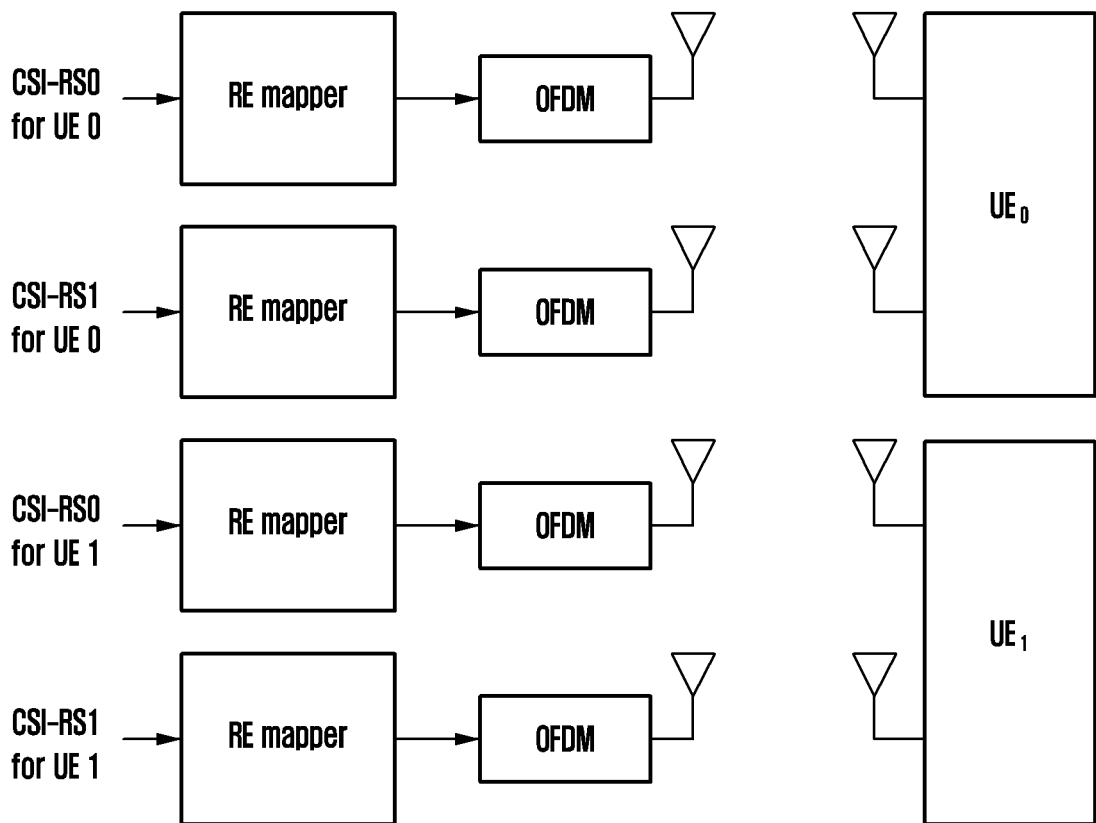 CSI-RS0
for UE 0
RE mapper
OFDM
CSI-RS1
for UE 0
RE mapper
OFDM
UE0
CSI-RS0
for UE 1
RE mapper
OFDM
CSI-RS1
for UE 1
RE mapper
OFDM
UE1